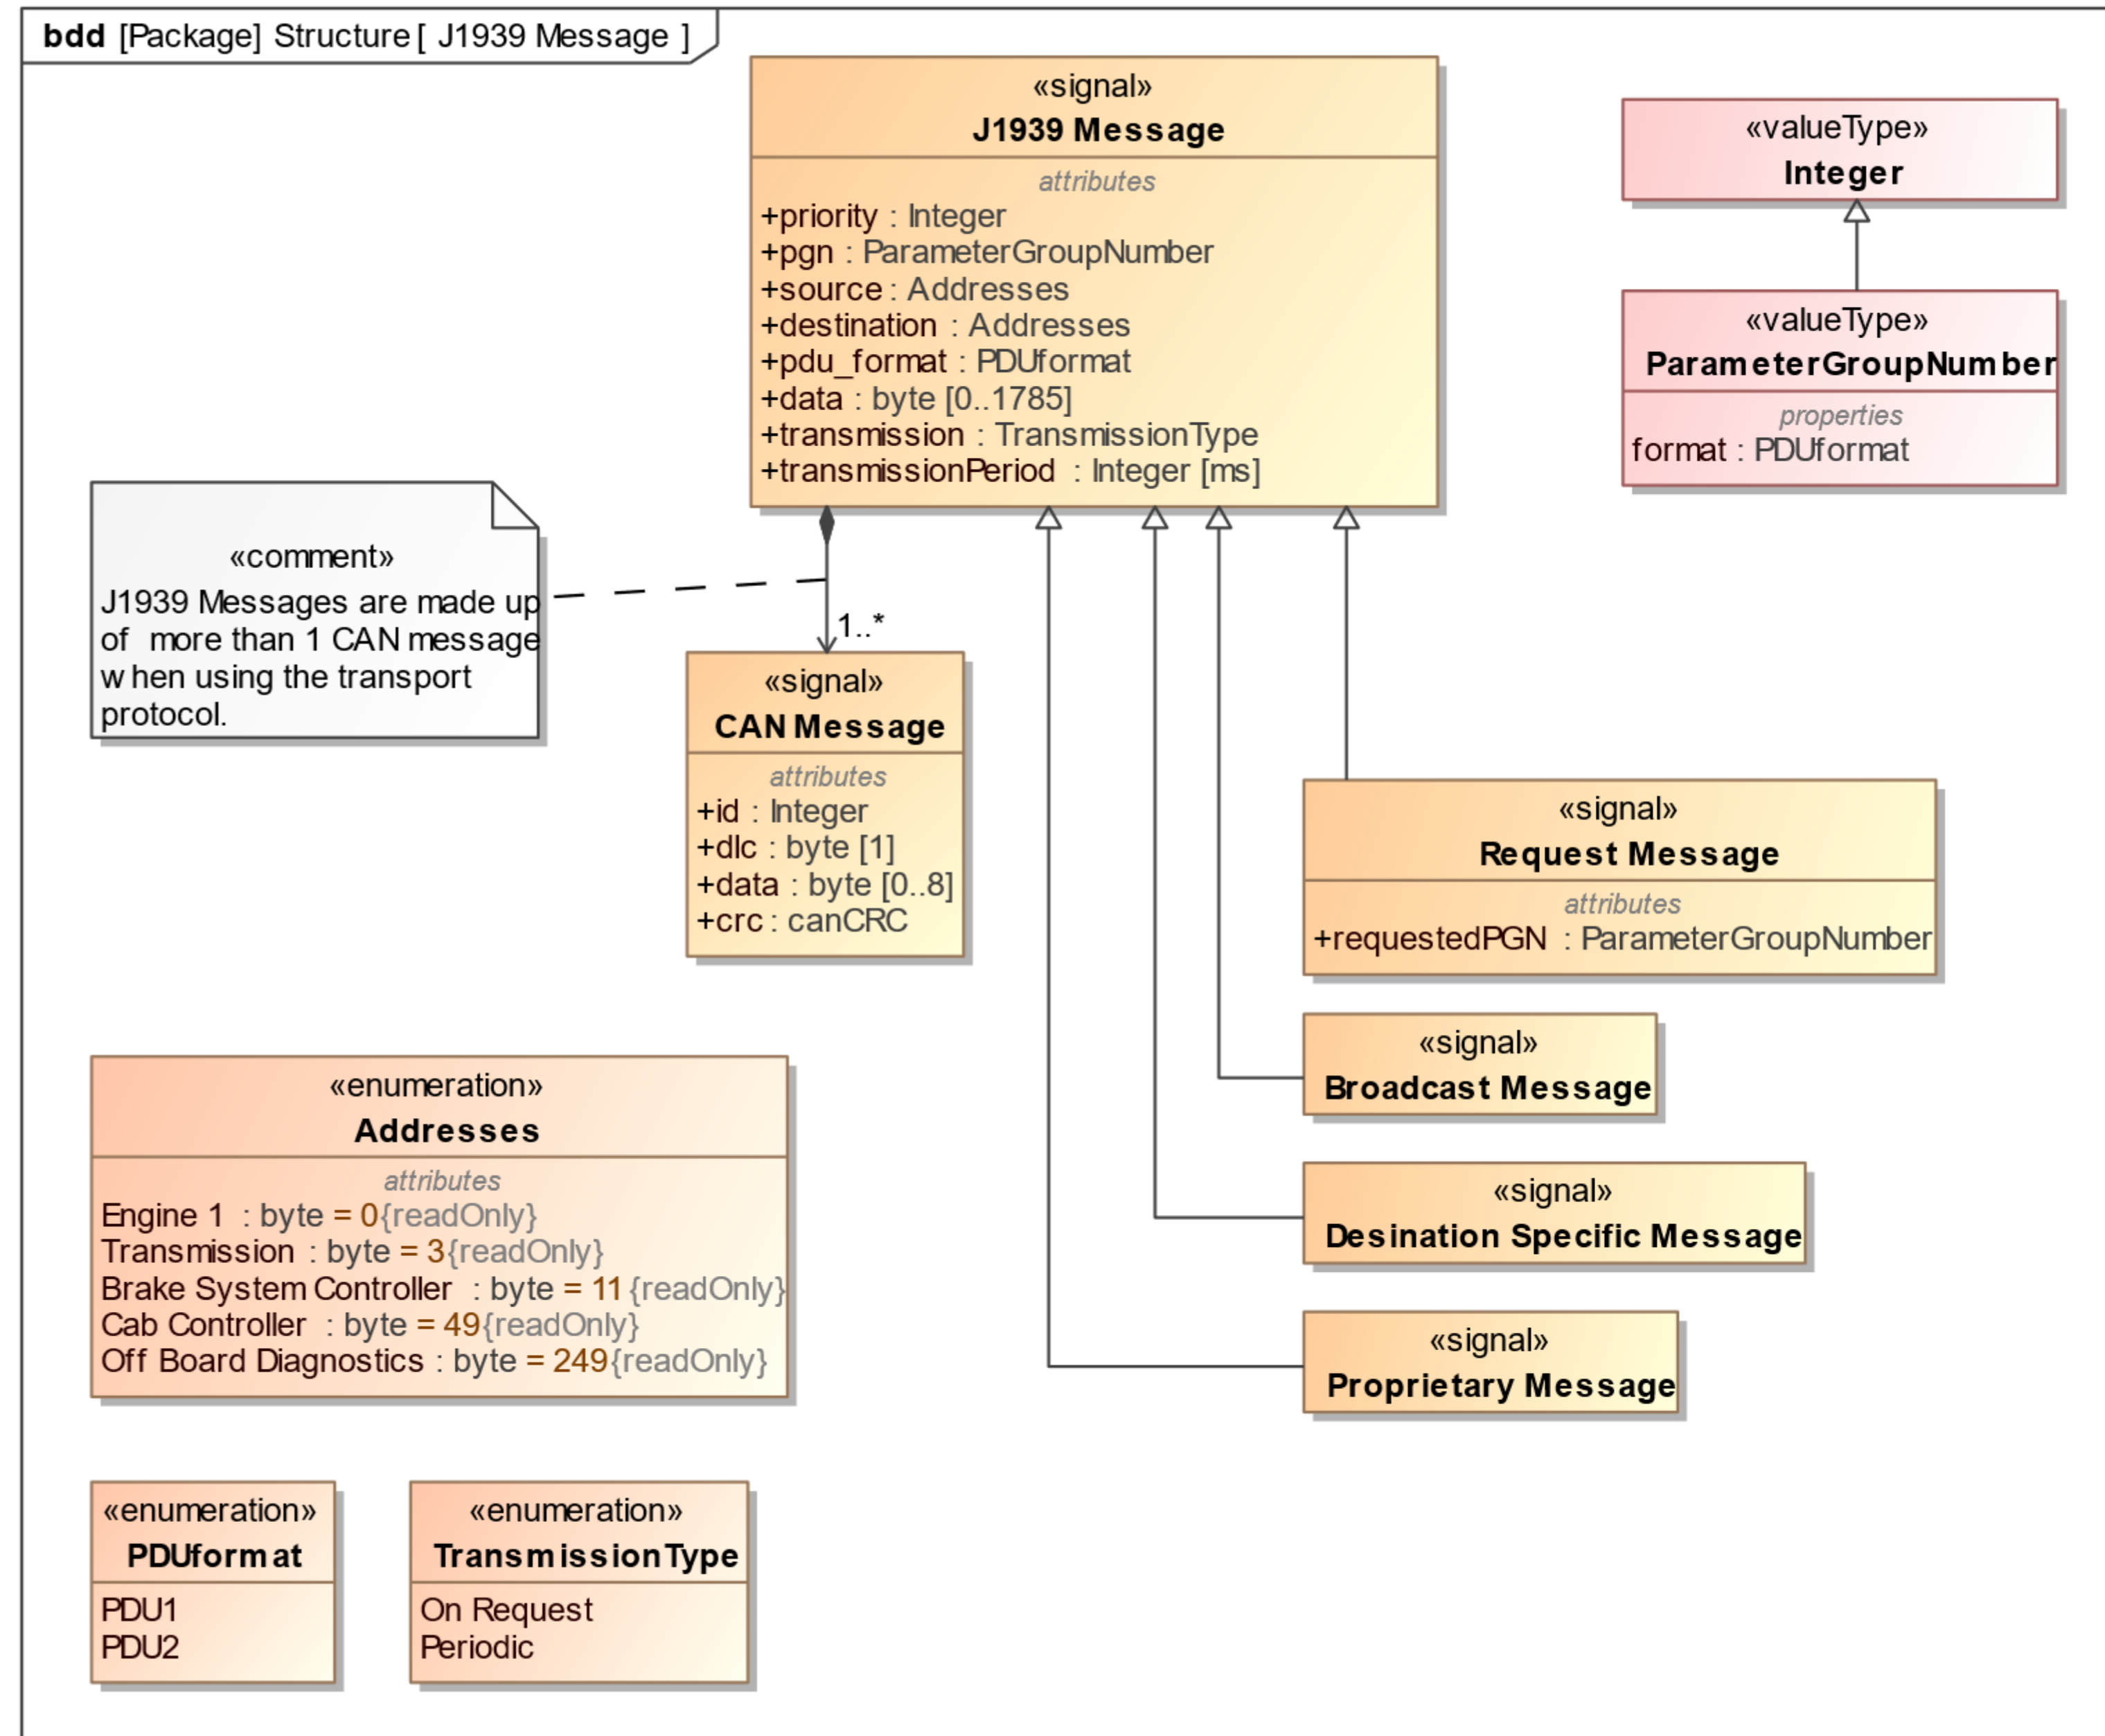 bdd [Package] Structure [ J1939 Message ]
«signal»
J1939 Message
attributes
+priority : Integer
+pgn : ParameterGroupNumber
+source : Addresses
+destination : Addresses
+pdu_format : PDUformat
+data : byte [0..1785]
+transmission : TransmissionType
+transmissionPeriod : Integer [ms]
«valueType»
Integer
«valueType»
ParameterGroupNumber
properties
format : PDUformat
«comment»
J1939 Messages are made up
of more than 1 CAN message
when using the transport
protocol.
1..*
«signal»
CAN Message
attributes
+id : Integer
+dlc : byte [1]
+data : byte [0..8]
+crc : canCRC
«signal»
Request Message
attributes
+requestedPGN : ParameterGroupNumber
«signal»
Broadcast Message
«signal»
Desination Specific Message
«signal»
Proprietary Message
«enumeration»
Addresses
attributes
Engine 1 : byte = 0{readOnly}
Transmission : byte = 3{readOnly}
Brake System Controller : byte = 11{readOnly}
Cab Controller : byte = 49{readOnly}
Off Board Diagnostics : byte = 249{readOnly}
«enumeration»
PDUformat
PDU1
PDU2
«enumeration»
TransmissionType
On Request
Periodic